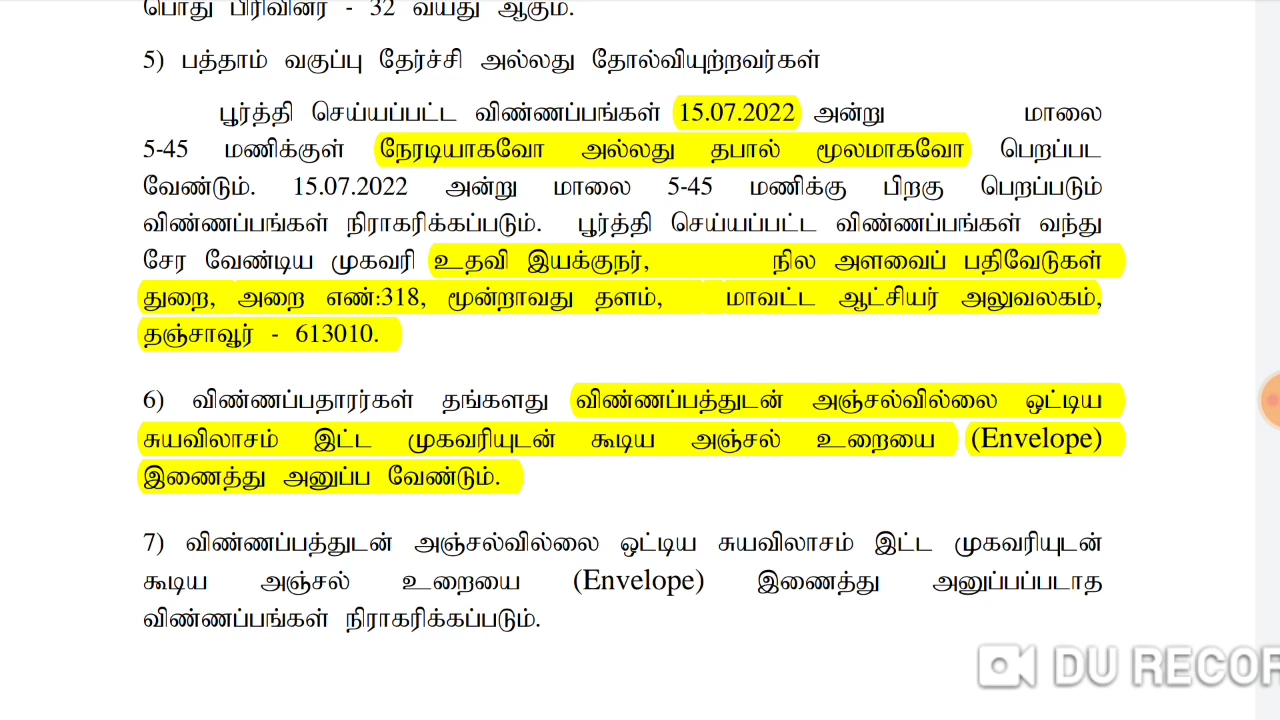 பொது பிரிவினர் - 32 வயது ஆகும்.
5) பத்தாம் வகுப்பு தேர்ச்சி அல்லது தோல்வியுற்றவர்கள்
பூர்த்தி செய்யப்பட்ட விண்ணப்பங்கள் 15.07.2022 அன்று மாலை
5-45 மணிக்குள் நேரடியாகவோ அல்லது தபால் மூலமாகவோ பெறப்பட
வேண்டும். 15.07.2022 அன்று மாலை 5-45 மணிக்கு பிறகு பெறப்படும்
விண்ணப்பங்கள் நிராகரிக்கப்படும். பூர்த்தி செய்யப்பட்ட விண்ணப்பங்கள் வந்து
சேர வேண்டிய முகவரி உதவி இயக்குநர், நில அளவைப் பதிவேடுகள்
துறை, அறை எண்:318, மூன்றாவது தளம், மாவட்ட ஆட்சியர் அலுவலகம்,
தஞ்சாவூர் - 613010.
6) விண்ணப்பதாரர்கள் தங்களது விண்ணப்பத்துடன் அஞ்சல்வில்லை ஒட்டிய
சுயவிலாசம் இட்ட முகவரியுடன் கூடிய அஞ்சல் உறையை (Envelope)
இணைத்து அனுப்ப வேண்டும்.
7) விண்ணப்பத்துடன் அஞ்சல்வில்லை ஒட்டிய சுயவிலாசம் இட்ட முகவரியுடன்
கூடிய அஞ்சல் உறையை (Envelope) இணைத்து அனுப்பப்படாத
விண்ணப்பங்கள் நிராகரிக்கப்படும்.
DU RECOR